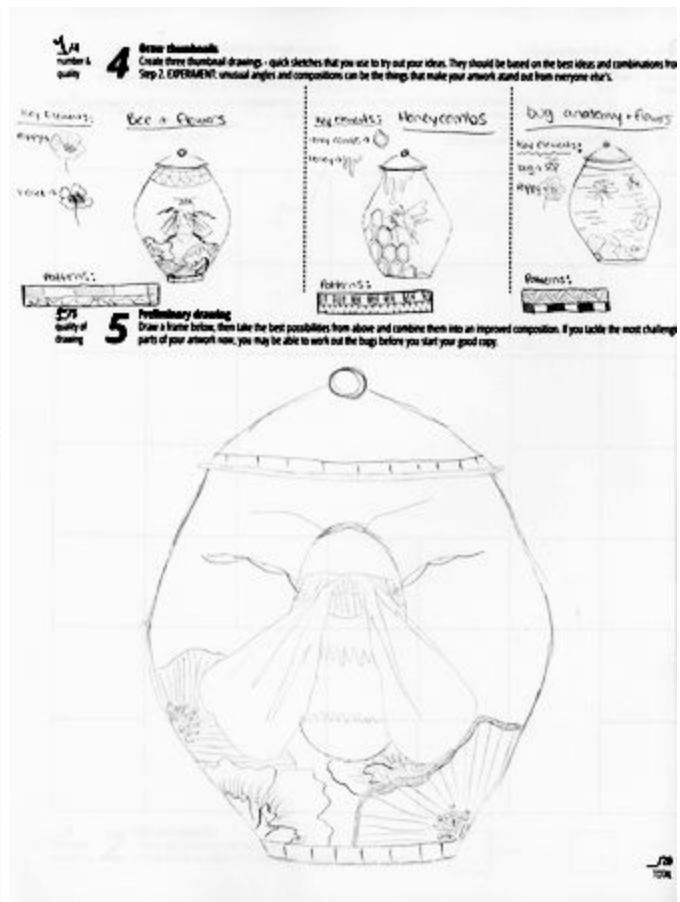 /4
number &
quality
4 Draw thumbnails
Create three thumbnail drawings - quick sketches that you use to try out your ideas. They should be based on the best ideas and combinations from
Step 2. EXPERIMENT: unusual angles and compositions can be the things that make your artwork stand out from everyone else's.
Key Elements:
Bee + Flowers
Poppy
Patterns:
Key elements:
Honeycombs
Patterns:
bug anatomy + flowers
Key elements:
Poppy
Patterns:
quality of
drawing
5 Preliminary drawing
Draw a frame below, then take the best possibilities from above and combine them into an improved composition. If you tackle the most challenging
parts of your artwork now, you may be able to work out the bugs before you start your good copy.
/20
TOTAL